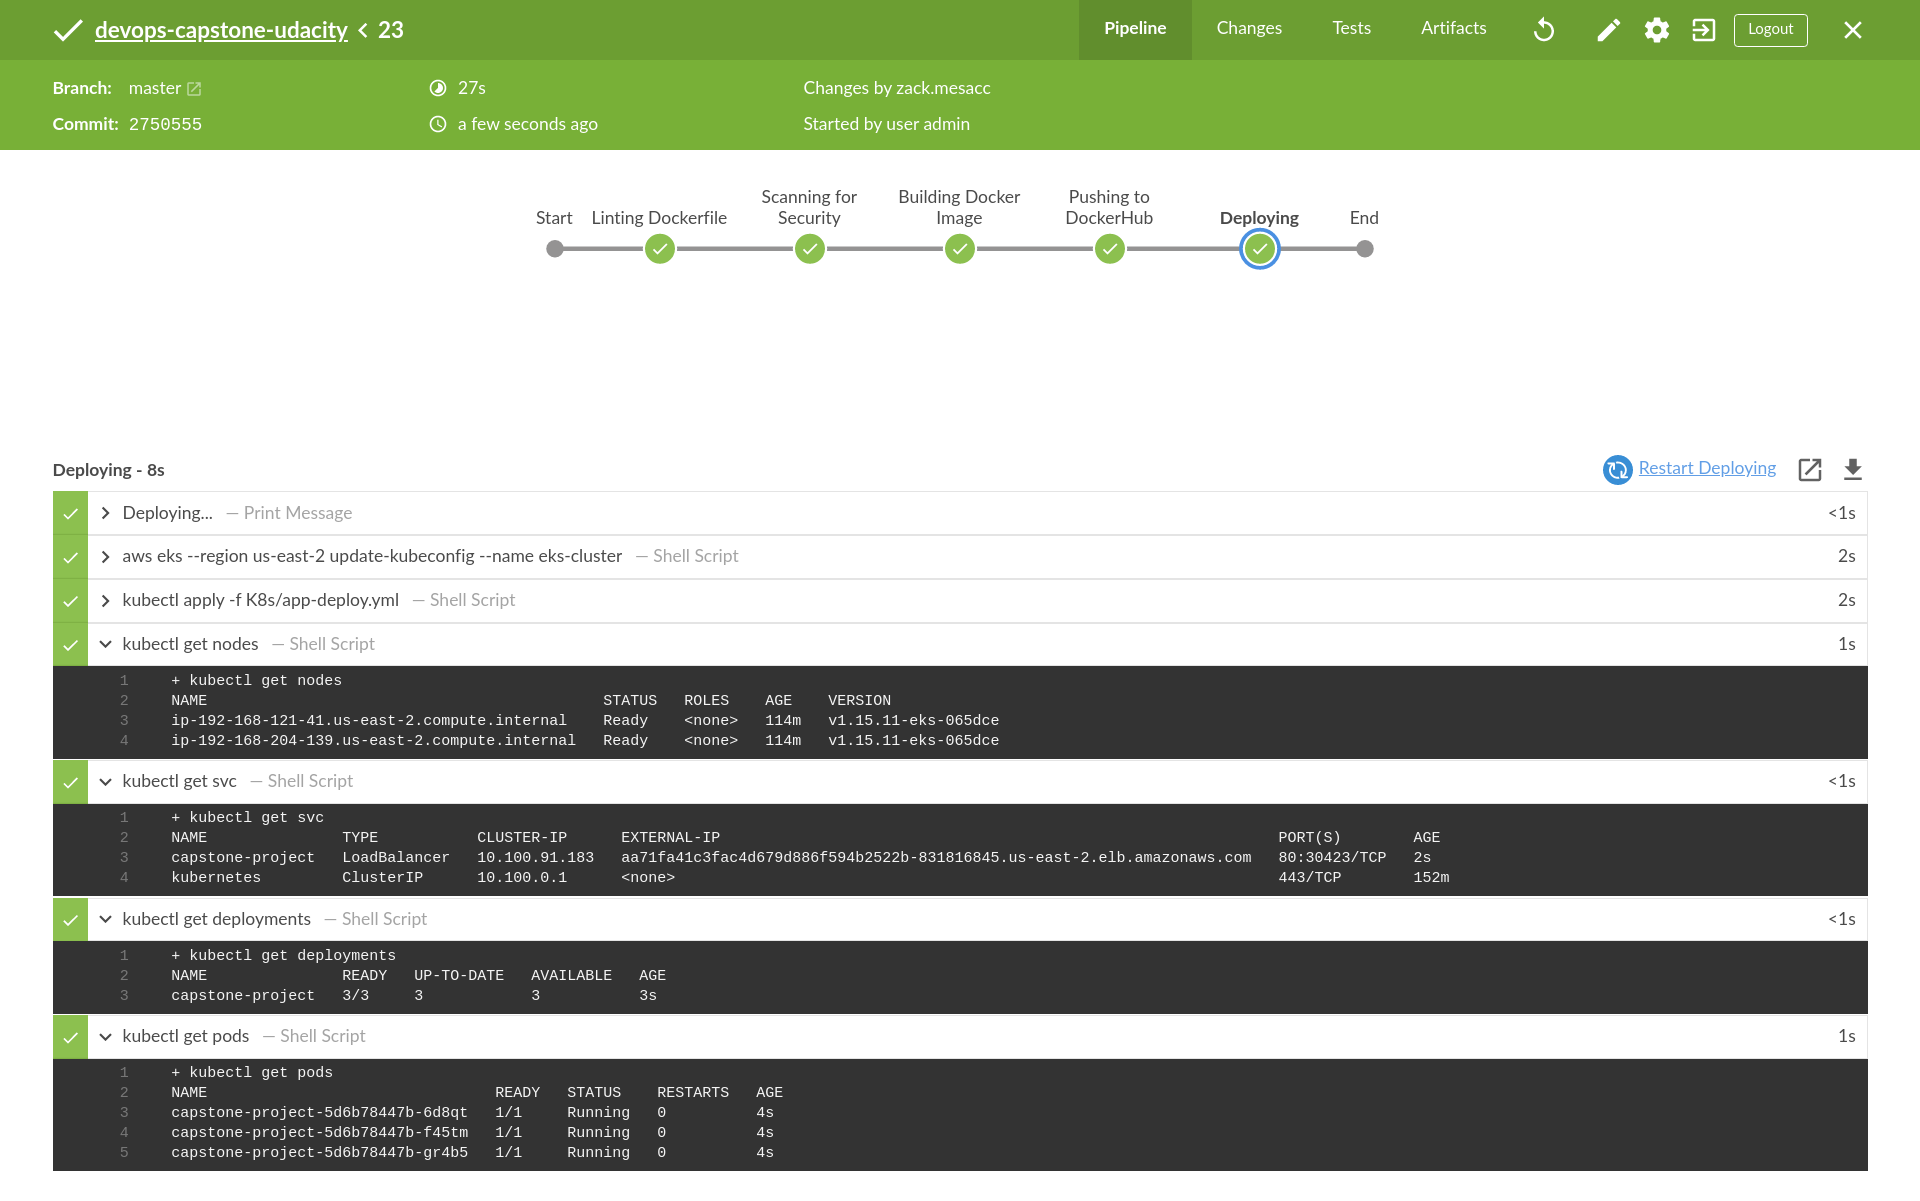 devops-capstone-udacity < 23
Pipeline Changes Tests Artifacts Logout
Branch: master 27s Changes by zack.mesacc
Commit: 2750555 a few seconds ago Started by user admin
Start Linting Dockerfile Scanning for Security Building Docker Image Pushing to DockerHub Deploying End
Deploying - 8s Restart Deploying
Deploying... — Print Message <1s
aws eks --region us-east-2 update-kubeconfig --name eks-cluster — Shell Script 2s
kubectl apply -f K8s/app-deploy.yml — Shell Script 2s
kubectl get nodes — Shell Script 1s
1 + kubectl get nodes
2 NAME STATUS ROLES AGE VERSION
3 ip-192-168-121-41.us-east-2.compute.internal Ready <none> 114m v1.15.11-eks-065dce
4 ip-192-168-204-139.us-east-2.compute.internal Ready <none> 114m v1.15.11-eks-065dce
kubectl get svc — Shell Script <1s
1 + kubectl get svc
2 NAME TYPE CLUSTER-IP EXTERNAL-IP PORT(S) AGE
3 capstone-project LoadBalancer 10.100.91.183 aa71fa41c3fac4d679d886f594b2522b-831816845.us-east-2.elb.amazonaws.com 80:30423/TCP 2s
4 kubernetes ClusterIP 10.100.0.1 <none> 443/TCP 152m
kubectl get deployments — Shell Script <1s
1 + kubectl get deployments
2 NAME READY UP-TO-DATE AVAILABLE AGE
3 capstone-project 3/3 3 3 3s
kubectl get pods — Shell Script 1s
1 + kubectl get pods
2 NAME READY STATUS RESTARTS AGE
3 capstone-project-5d6b78447b-6d8qt 1/1 Running 0 4s
4 capstone-project-5d6b78447b-f45tm 1/1 Running 0 4s
5 capstone-project-5d6b78447b-gr4b5 1/1 Running 0 4s